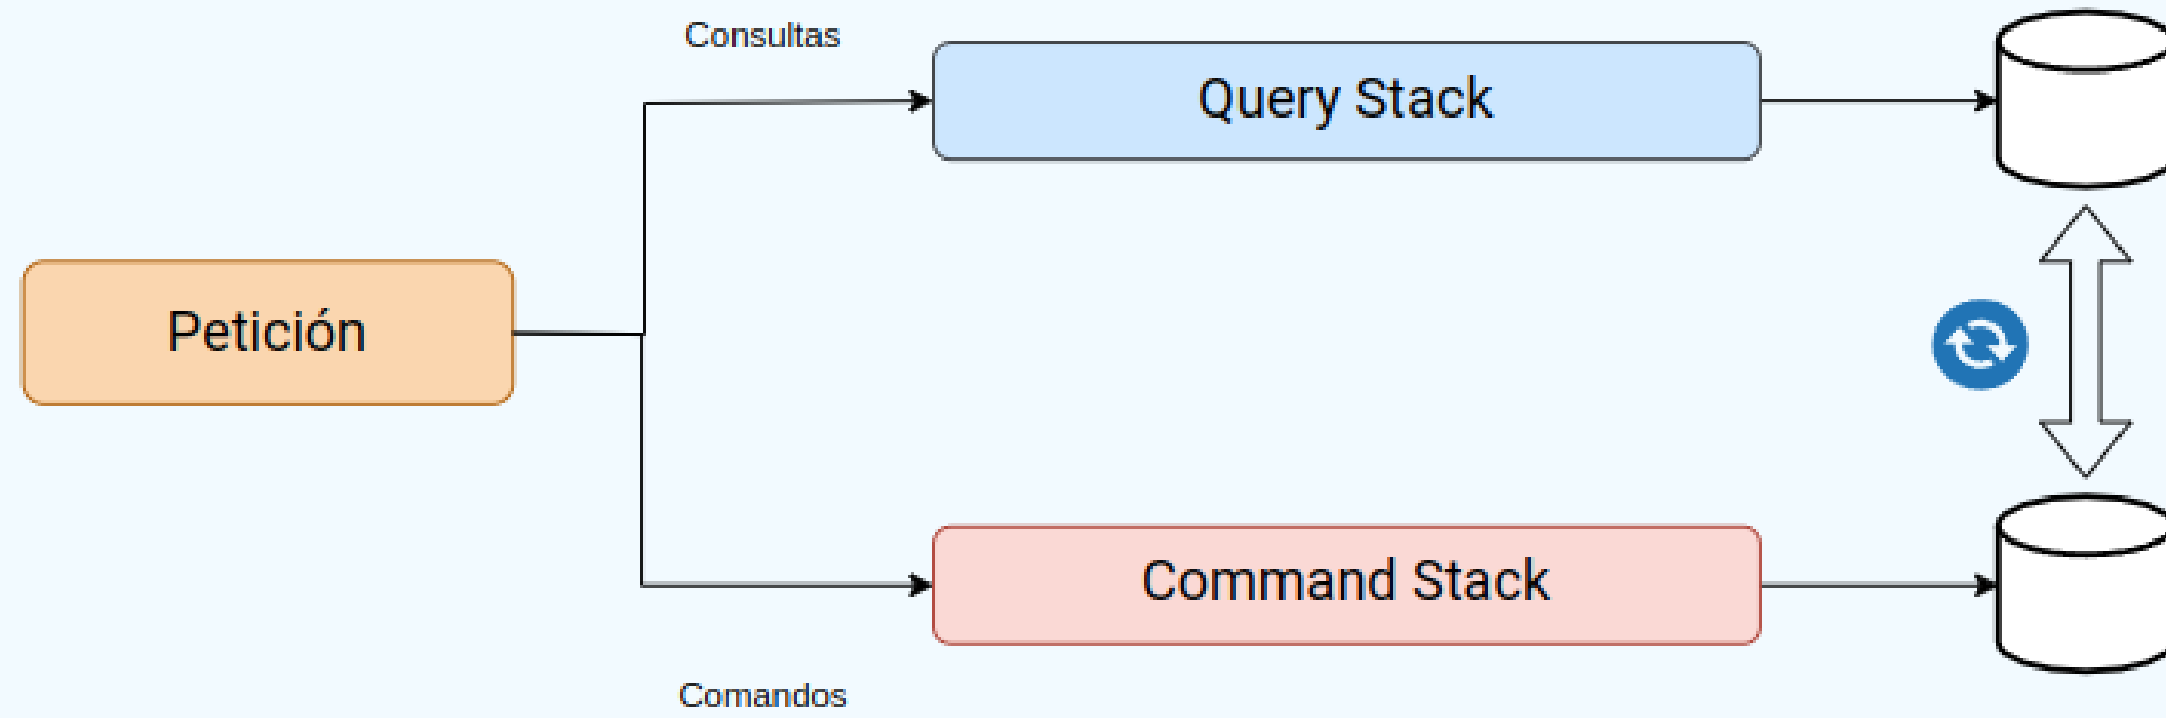 Consultas
Query Stack
Petición
Command Stack
Comandos